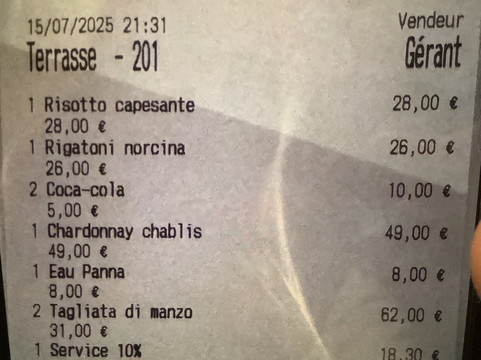 15/07/2025 21:31 Vendeur
Terrasse - 201 Gérant
1 Risotto capesante 28,00 €
28,00 €
1 Rigatoni norcina 26,00 €
26,00 €
2 Coca-cola 10,00 €
5,00 €
1 Chardonnay chablis 49,00 €
49,00 €
1 Eau Panna 8,00 €
8,00 €
2 Tagliata di manzo 62,00 €
31,00 €
1 Service 10% 18,30 €